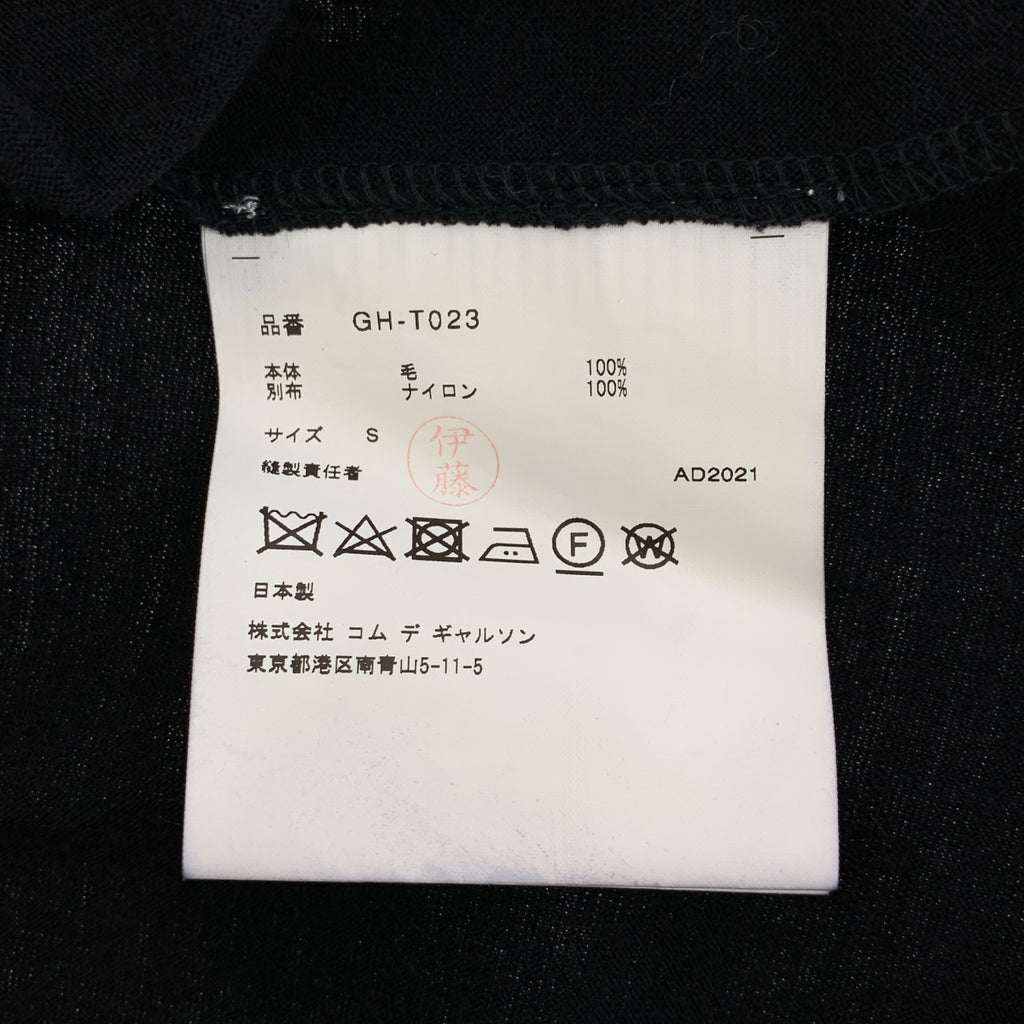 品番 GH-T023
本体 毛 100%
別布 ナイロン 100%
サイズ S
伊藤
縫製責任者 AD2021
F W
日本製
株式会社 コム デ ギャルソン
東京都港区南青山5-11-5